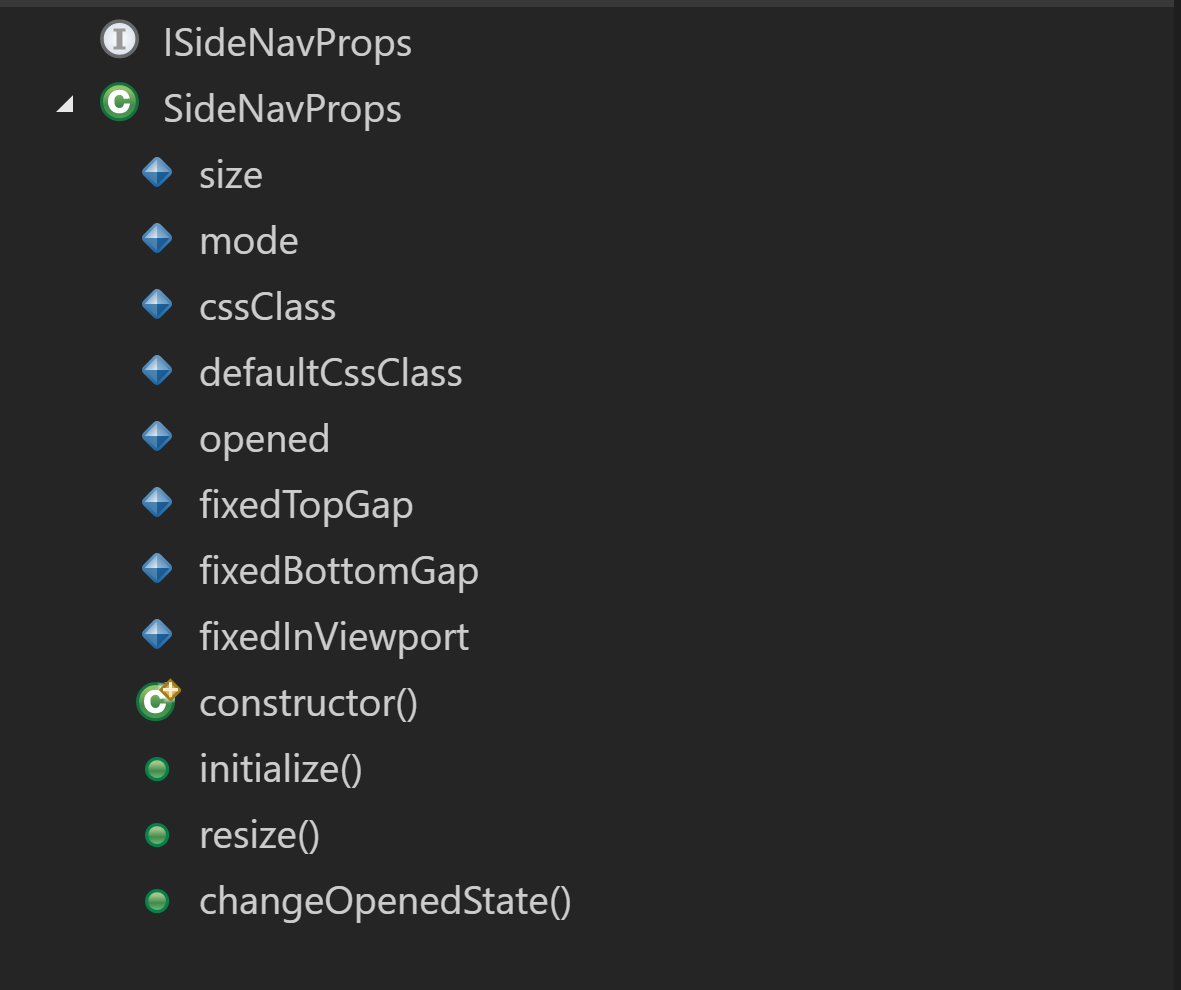 ISideNavProps
SideNavProps
size
mode
cssClass
defaultCssClass
opened
fixedTopGap
fixedBottomGap
fixedInViewport
constructor()
initialize()
resize()
changeOpenedState()